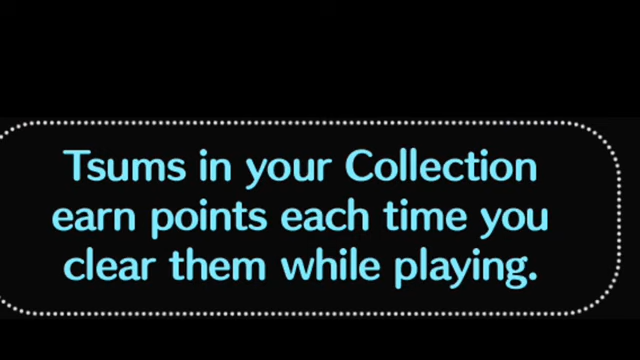 Tsums in your Collection
earn points each time you
clear them while playing.